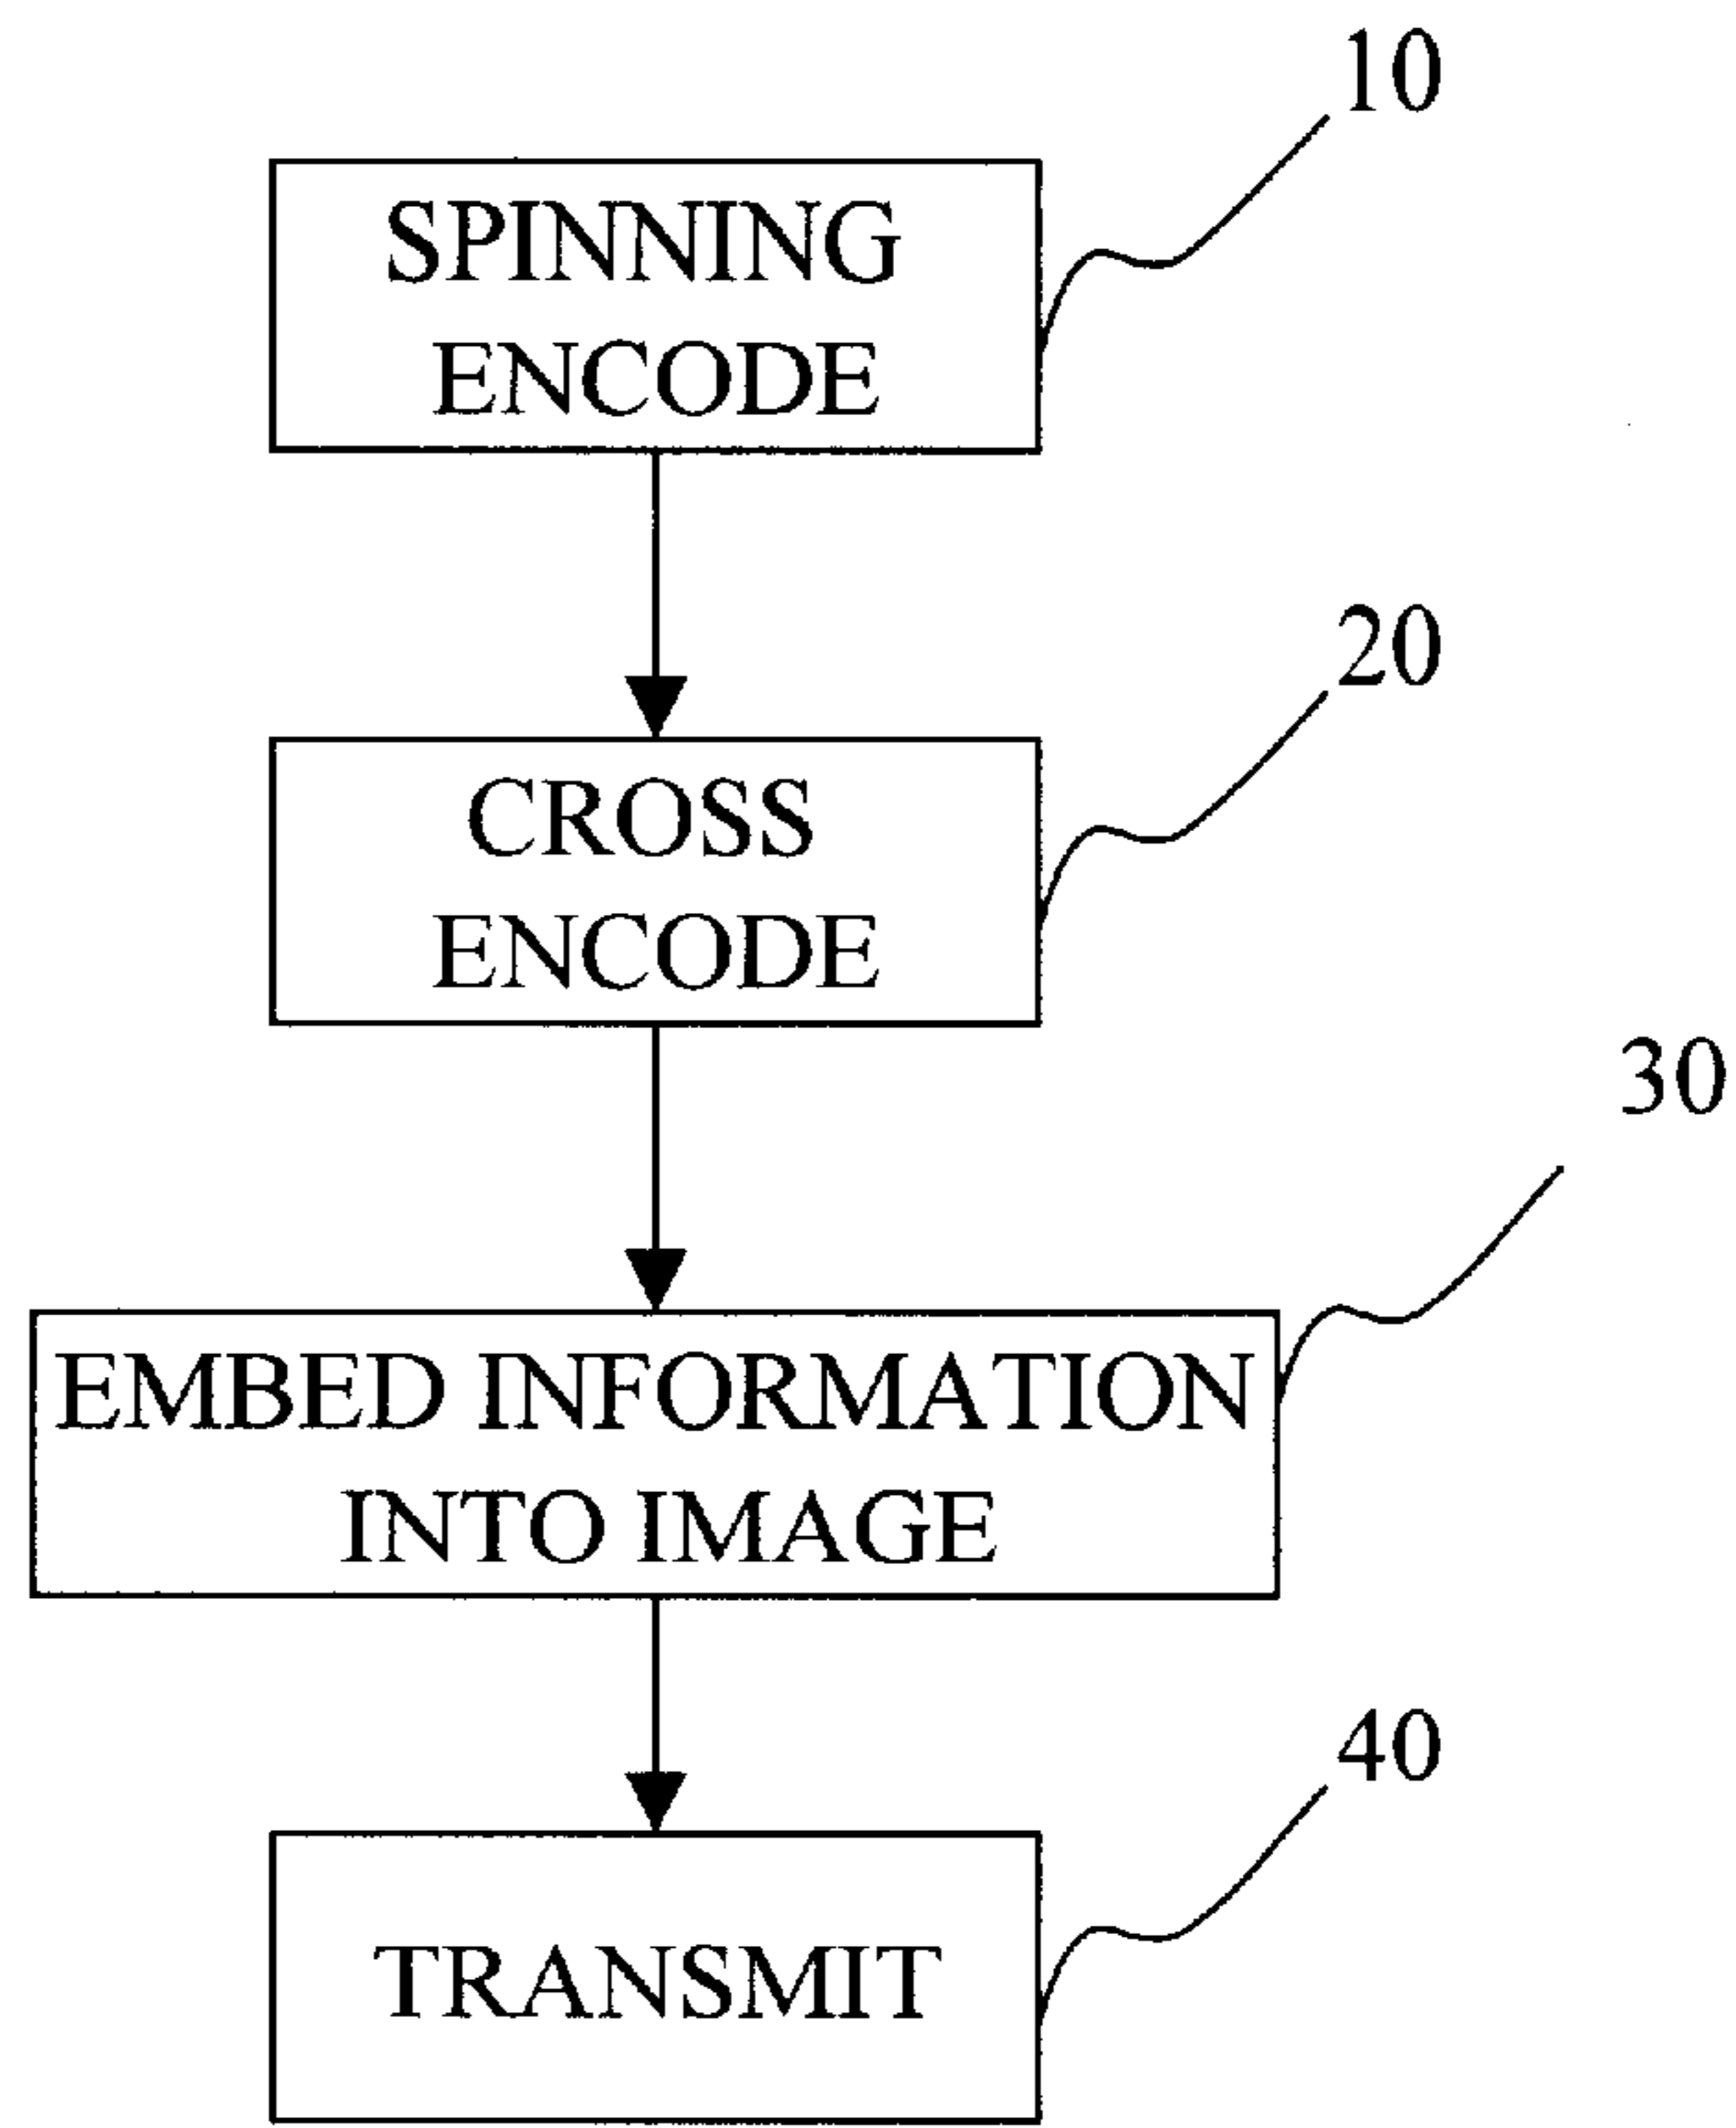 10
SPINNING
ENCODE
20
CROSS
ENCODE
30
EMBED INFORMATION
INTO IMAGE
40
TRANSMIT